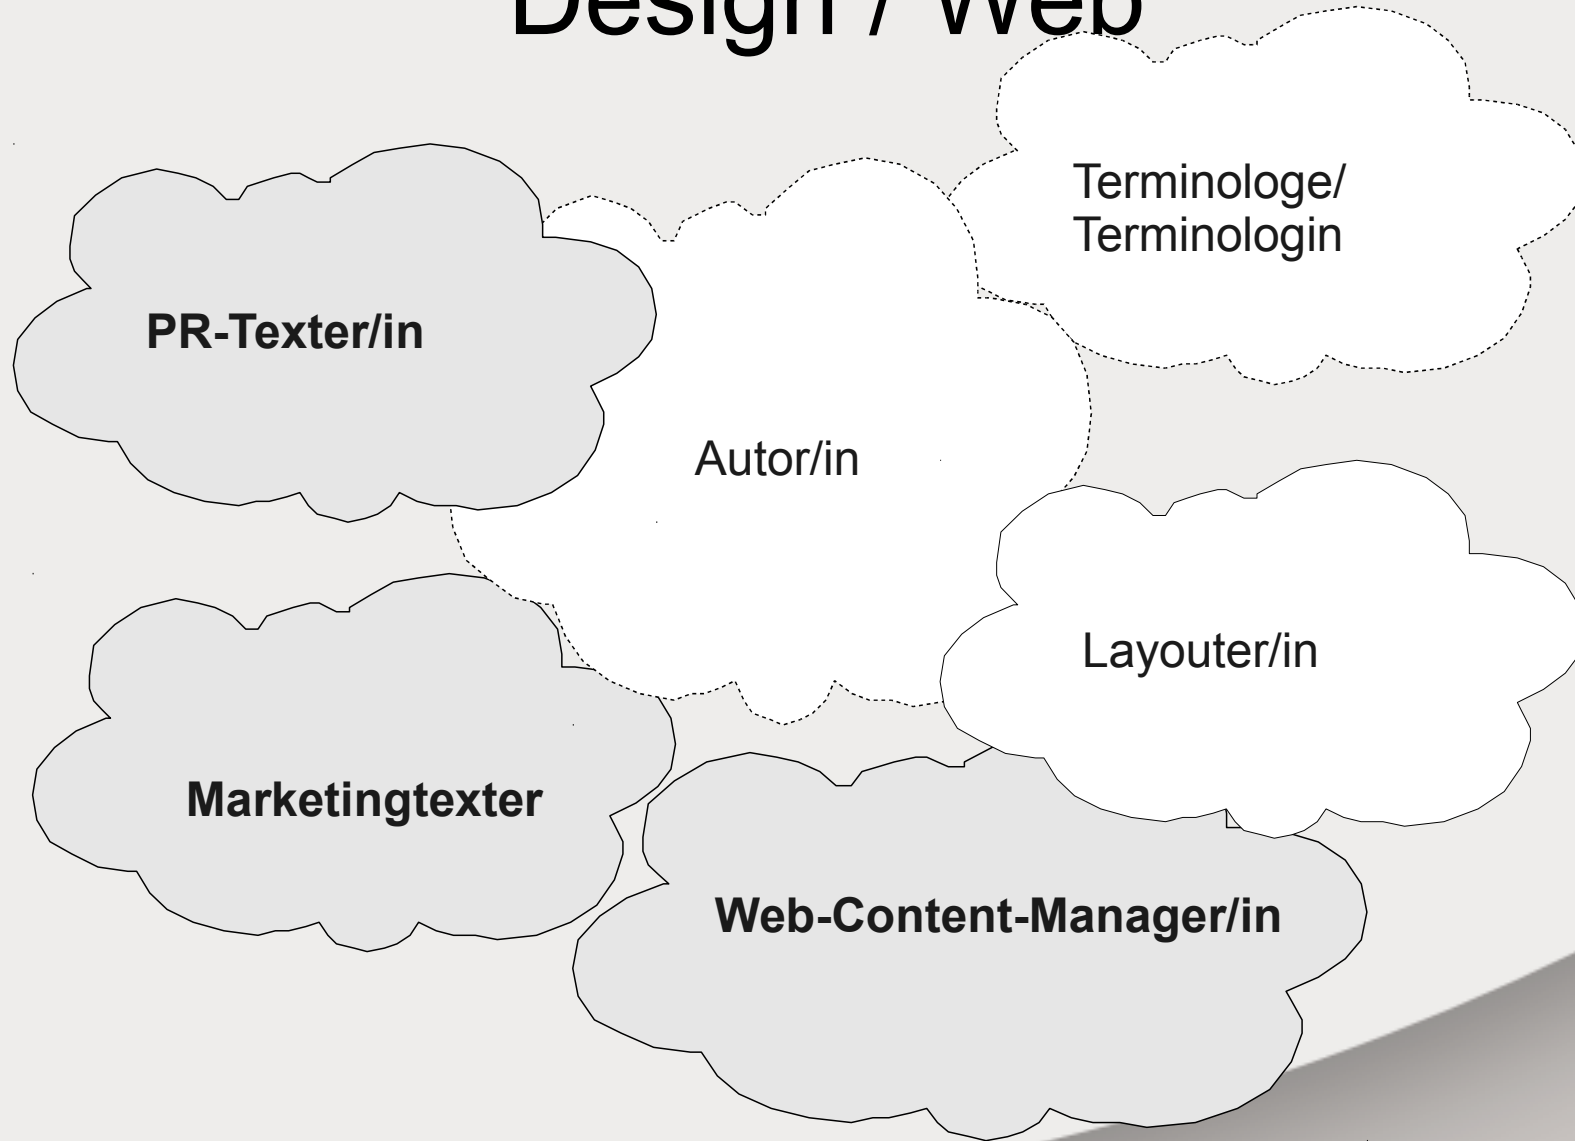 Design / Web
Terminologe/
Terminologin
PR-Texter/in
Autor/in
Layouter/in
Marketingtexter
Web-Content-Manager/in